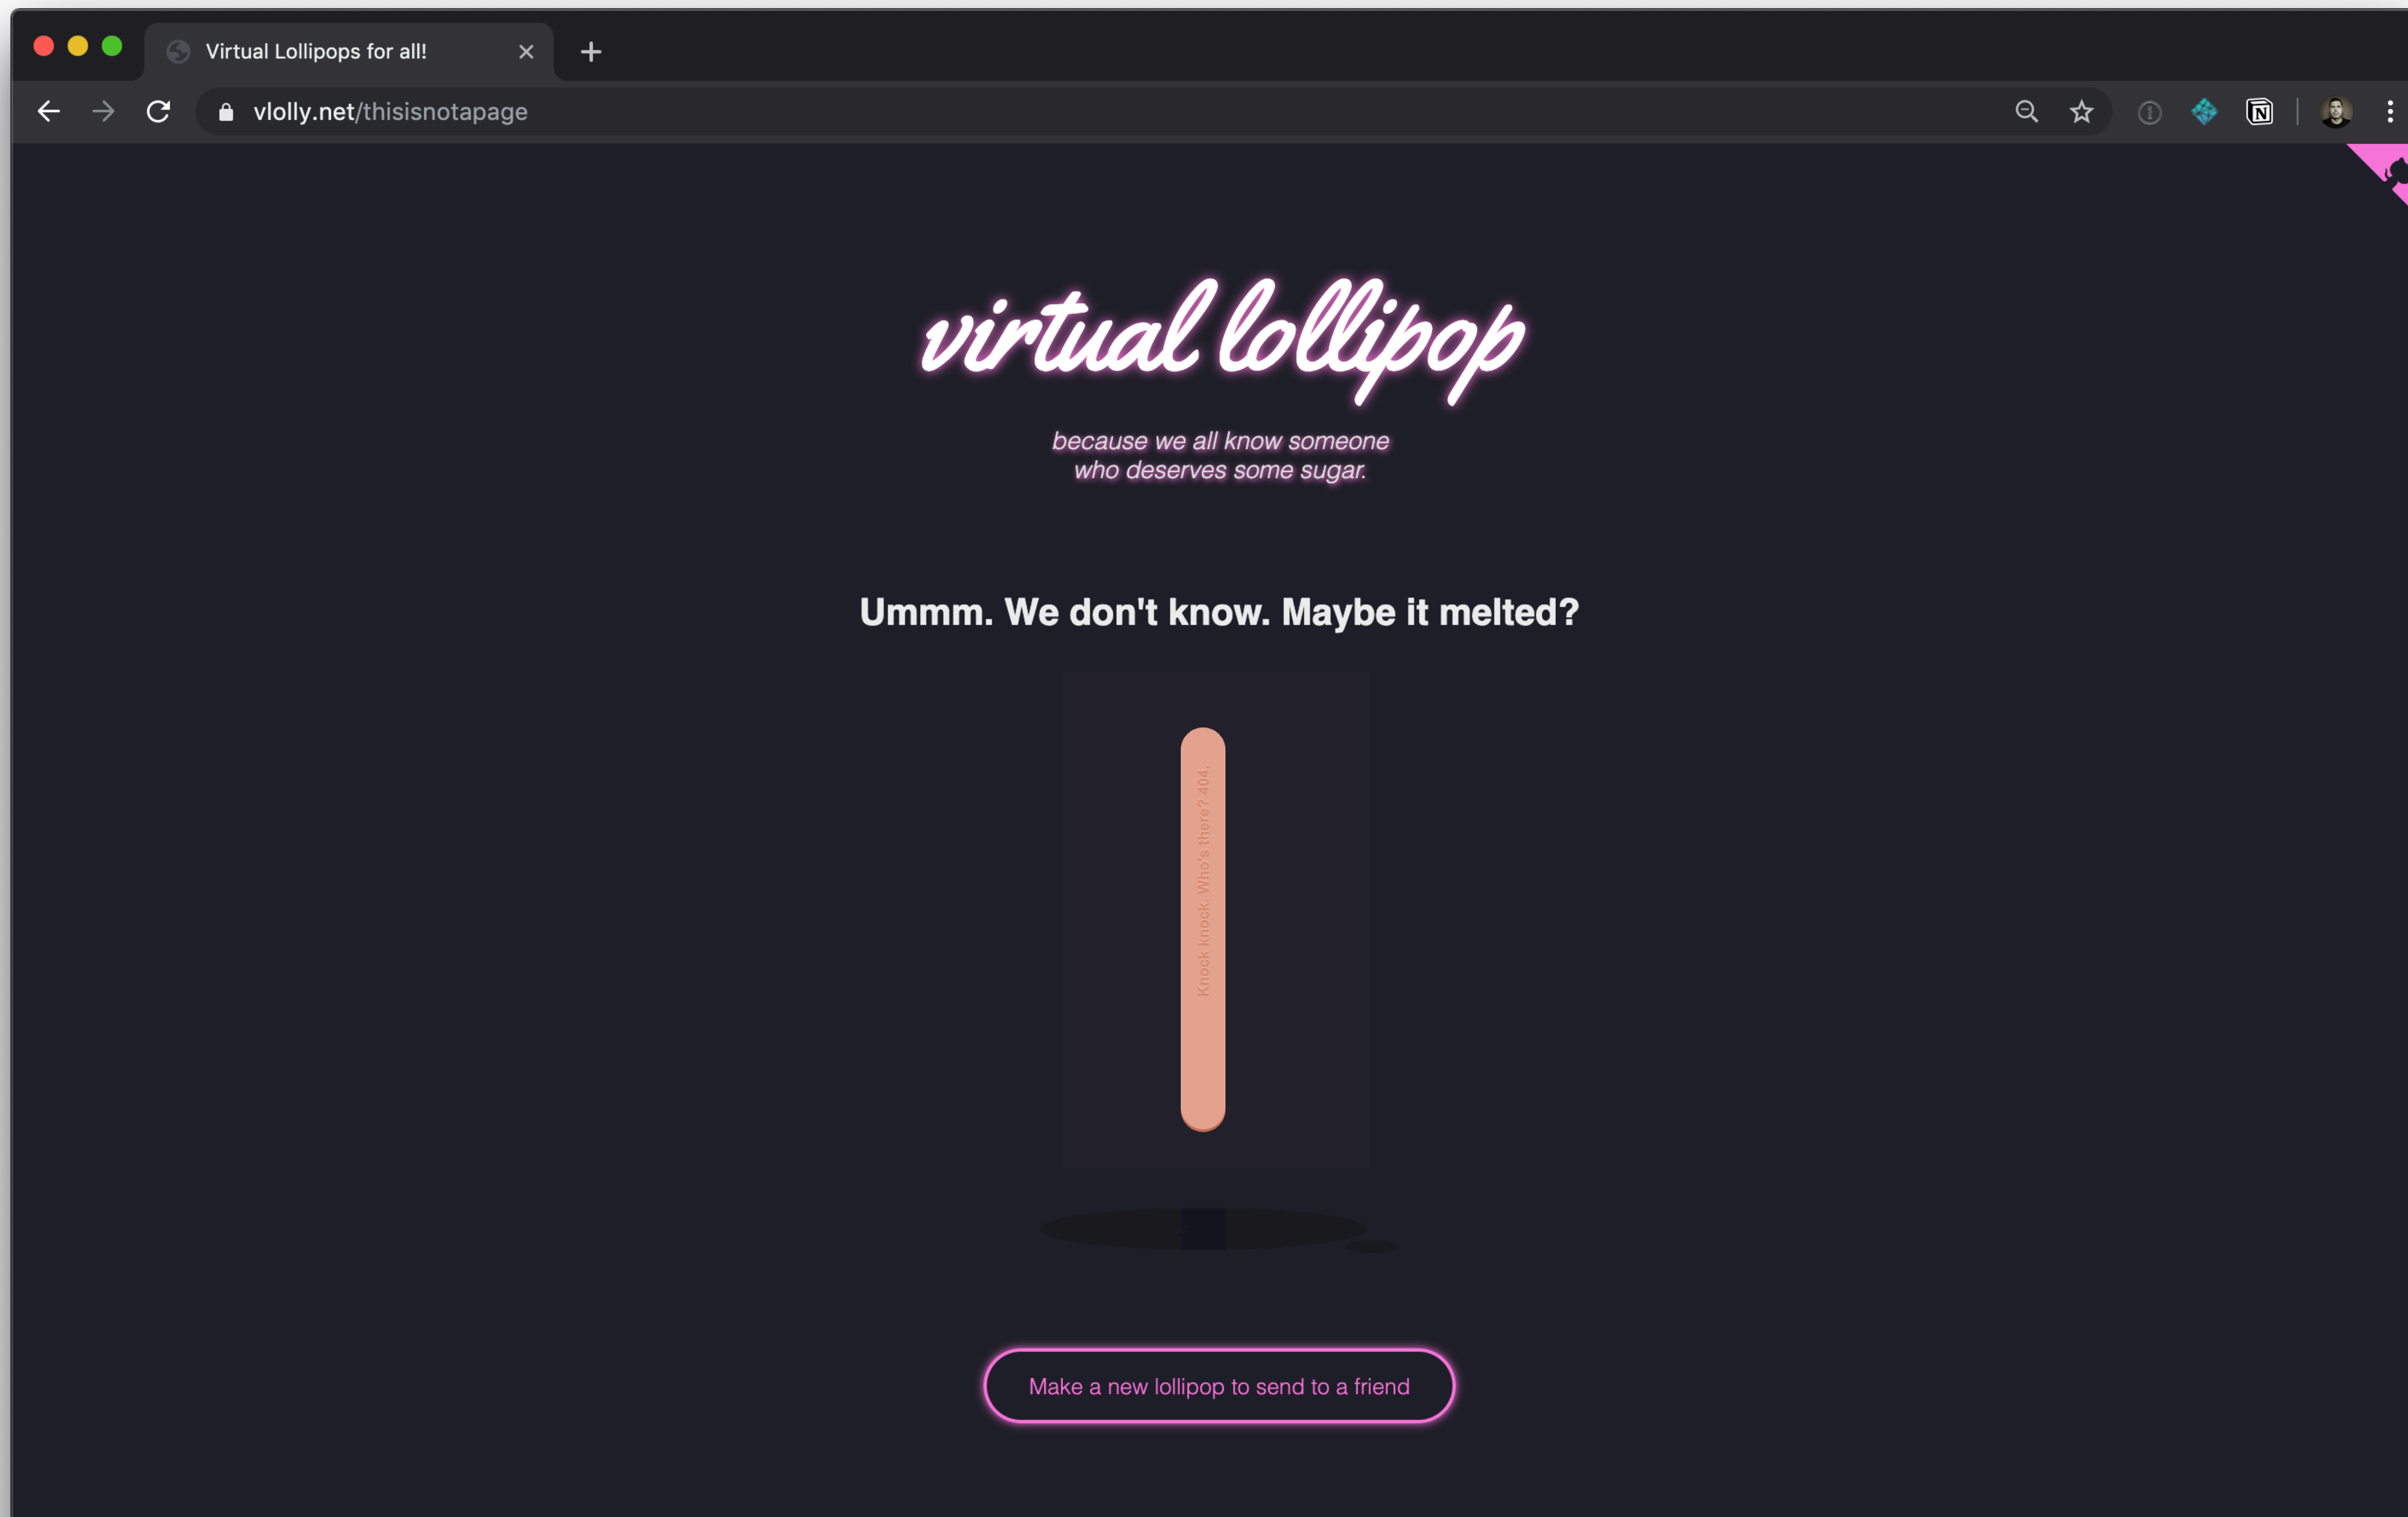 Virtual Lollipops for all!
vlolly.net/thisisnotapage
virtual lollipop
because we all know someone
who deserves some sugar.
Ummm. We don't know. Maybe it melted?
Knock knock. Who's there? 404.
Make a new lollipop to send to a friend